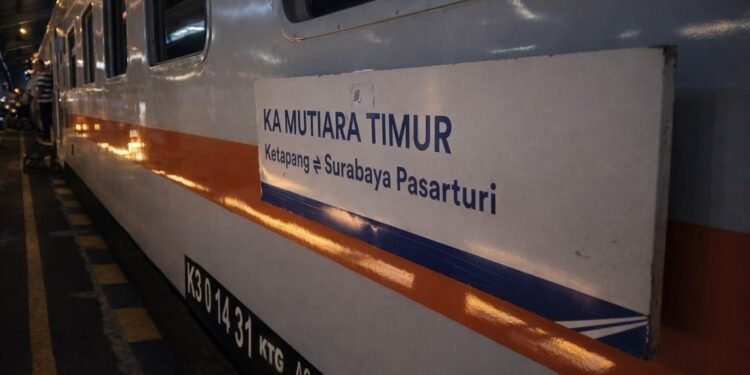 KA MUTIARA TIMUR
Ketapang ⇌ Surabaya Pasarturi
K3 0 14 31 KTG